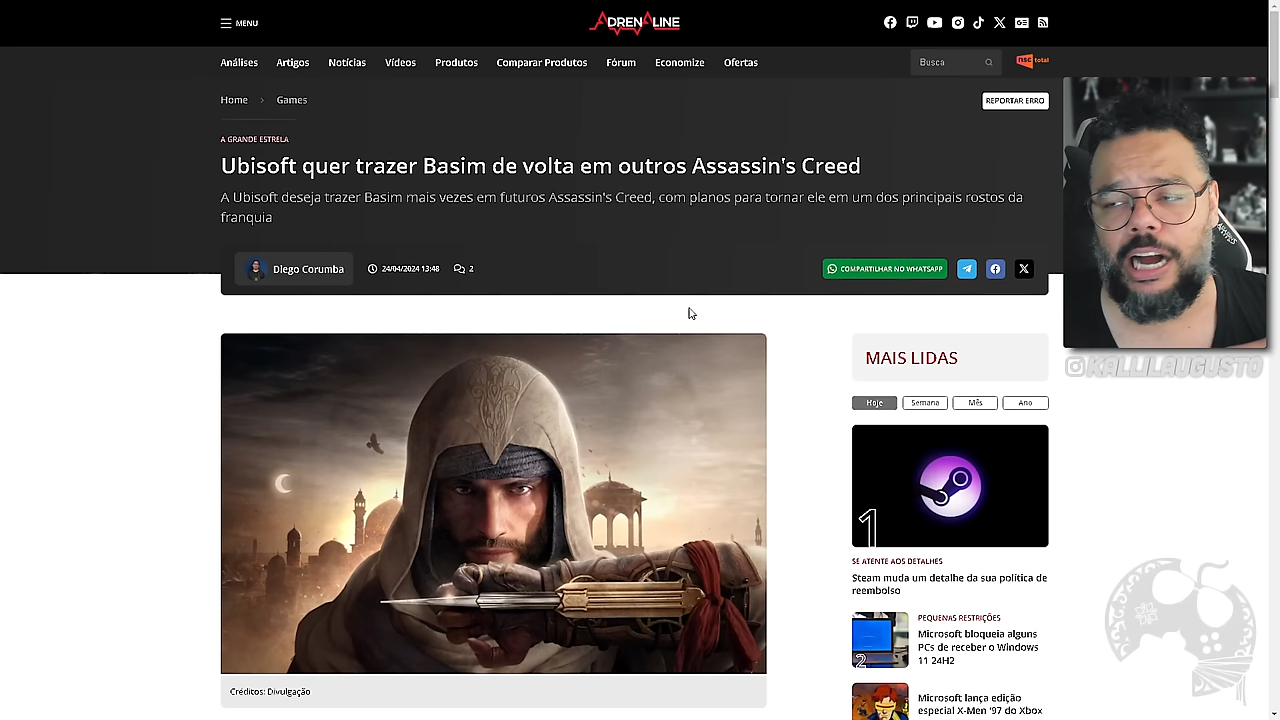 MENU
ADRENALINE
Análises
Artigos
Notícias
Vídeos
Produtos
Comparar Produtos
Fórum
Economize
Ofertas
Busca
nsc total
Home > Games
REPORTAR ERRO
A GRANDE ESTRELA
Ubisoft quer trazer Basim de volta em outros Assassin's Creed
A Ubisoft deseja trazer Basim mais vezes em futuros Assassin's Creed, com planos para tornar ele em um dos principais rostos da
franquia
Diego Corumba
24/04/2024 13:48
2
COMPARTILHAR NO WHATSAPP
KALLILAUGUSTO
MAIS LIDAS
Hoje
Semana
Mês
Ano
1
SE ATENTE AOS DETALHES
Steam muda um detalhe da sua política de
reembolso
2
PEQUENAS RESTRIÇÕES
Microsoft bloqueia alguns
PCs de receber o Windows
11 24H2
Microsoft lança edição
especial X-Men '97 do Xbox
Créditos: Divulgação